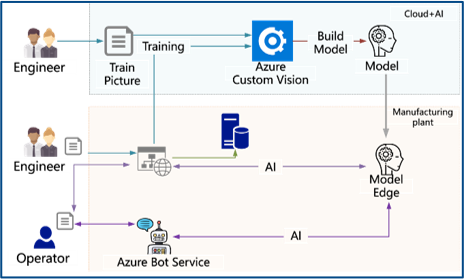 Cloud+AI
Engineer
Train
Picture
Training
Azure
Custom Vision
Build
Model
Model
Manufacturing
plant
Engineer
AI
Model
Edge
Operator
Azure Bot Service
AI